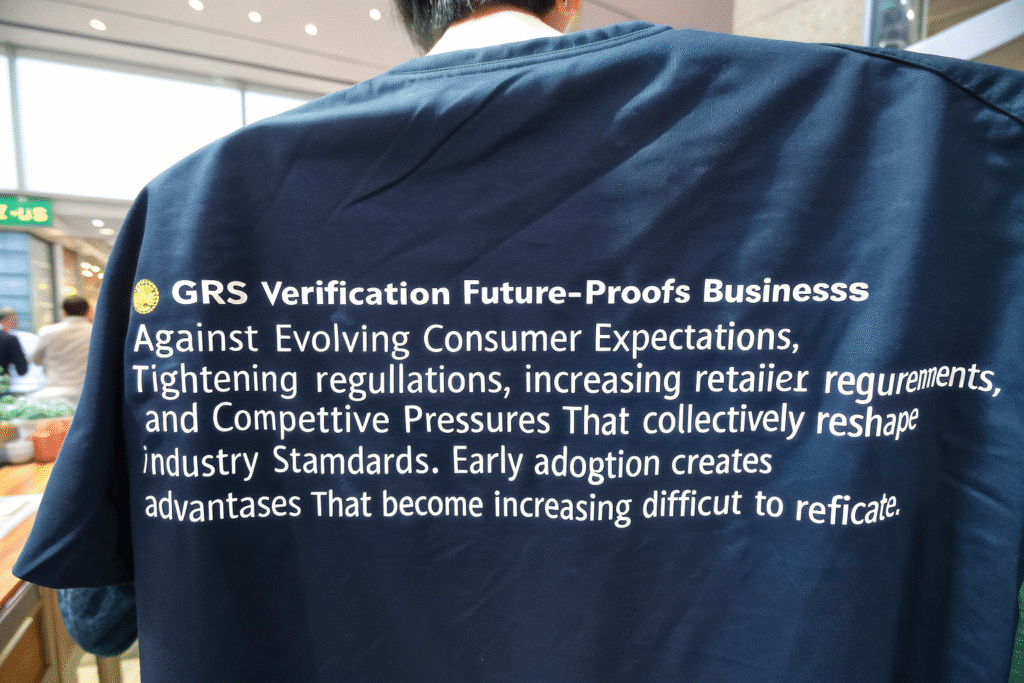 GRS Verification Future-Proofs Businesss
Against Evolving Consumer Expectations,
Tightening regullations, increasing retaiier regurements,
and Compettive Pressures That collectively reshape
industry Stamdards. Early adogtion creates
advantases That become increasing difficut to reficate.